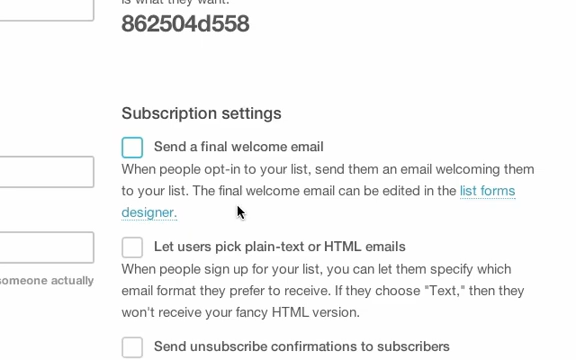 is what they want.
862504d558
Subscription settings
Send a final welcome email
When people opt-in to your list, send them an email welcoming them
to your list. The final welcome email can be edited in the list forms
designer.
Let users pick plain-text or HTML emails
someone actually
When people sign up for your list, you can let them specify which
email format they prefer to receive. If they choose "Text," then they
won't receive your fancy HTML version.
Send unsubscribe confirmations to subscribers